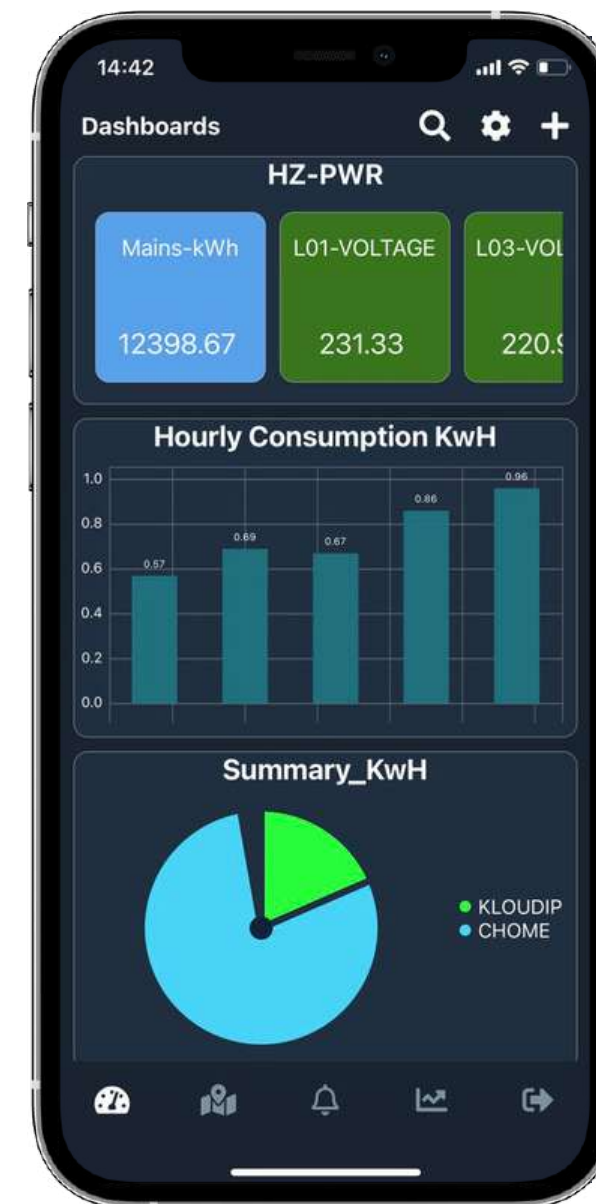 14:42
Dashboards
HZ-PWR
Mains-kWh L01-VOLTAGE L03-VOL
12398.67 231.33 220.9
Hourly Consumption KwH
1.0
0.8
0.6
0.4
0.2
0.0
0.57 0.69 0.67 0.86 0.96
Summary_KwH
KLOUDIP
CHOME